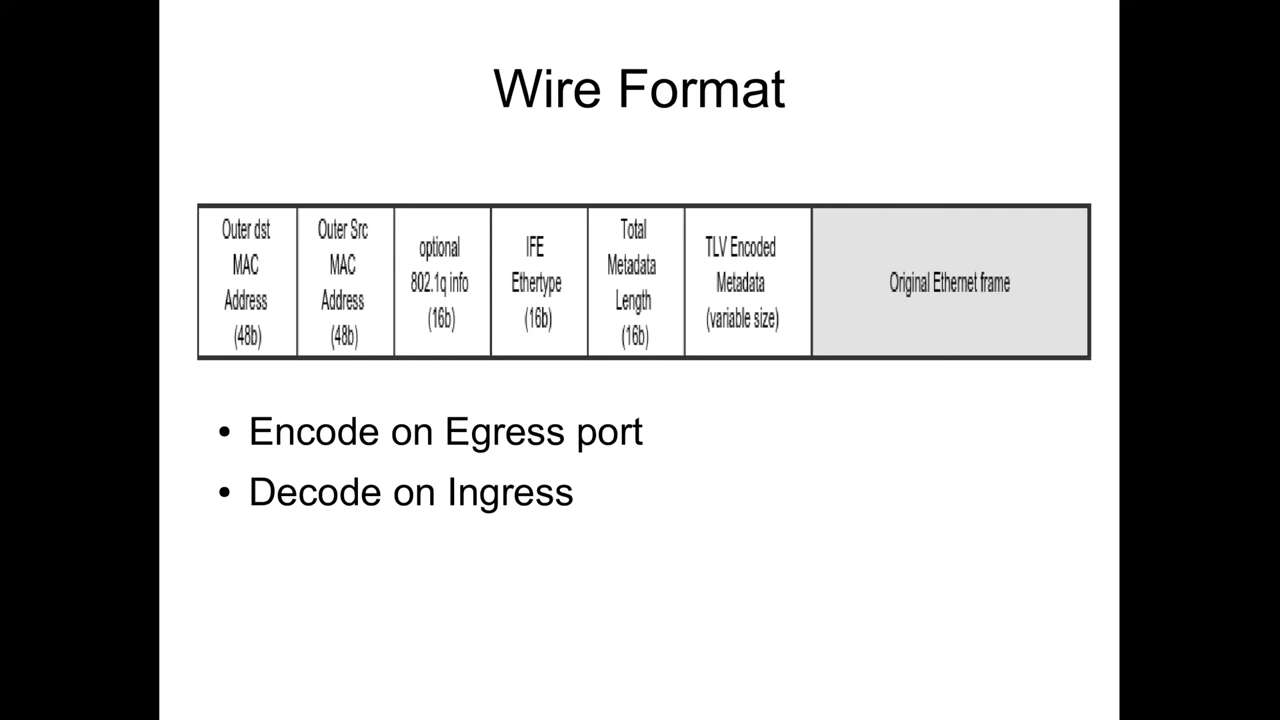 Wire Format
Outer dst
MAC
Address
(48b)
Outer Src
MAC
Address
(48b)
optional
802.1q info
(16b)
IFE
Ethertype
(16b)
Total
Metadata
Length
(16b)
TLV Encoded
Metadata
(variable size)
Original Ethernet frame
• Encode on Egress port
• Decode on Ingress